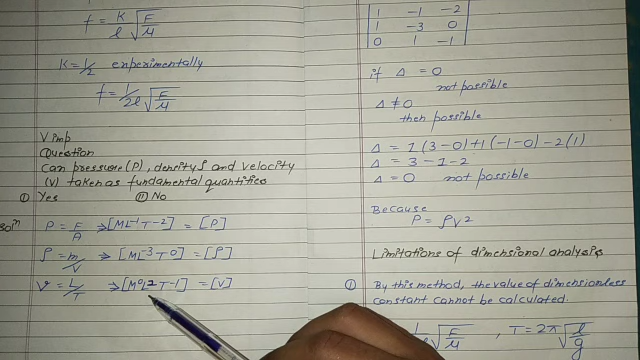 f = K/l √F/μ
K = 1/2 experimentally
f = 1/2l √F/μ
V imp
Question
Can pressure (P), density ρ and velocity
(V) taken as fundamental quantities
① Yes ② No
Solⁿ P = F/A ⇒ [ML⁻¹T⁻²] = [P]
ρ = m/V ⇒ [ML⁻³T⁰] = [ρ]
v = L/T ⇒ [M⁰L2T⁻¹] = [V]
1 -1 -2
1 -3 0
0 1 -1
if Δ = 0
not possible
Δ ≠ 0
then possible
Δ = 1(3-0)+1(-1-0)-2(1)
Δ = 3-1-2
Δ = 0 not possible
Because
P = ρV²
Limitations of dimensional analysis
① By this method, the value of dimensionless
constant cannot be calculated.
√F/μ , T = 2π√l/g